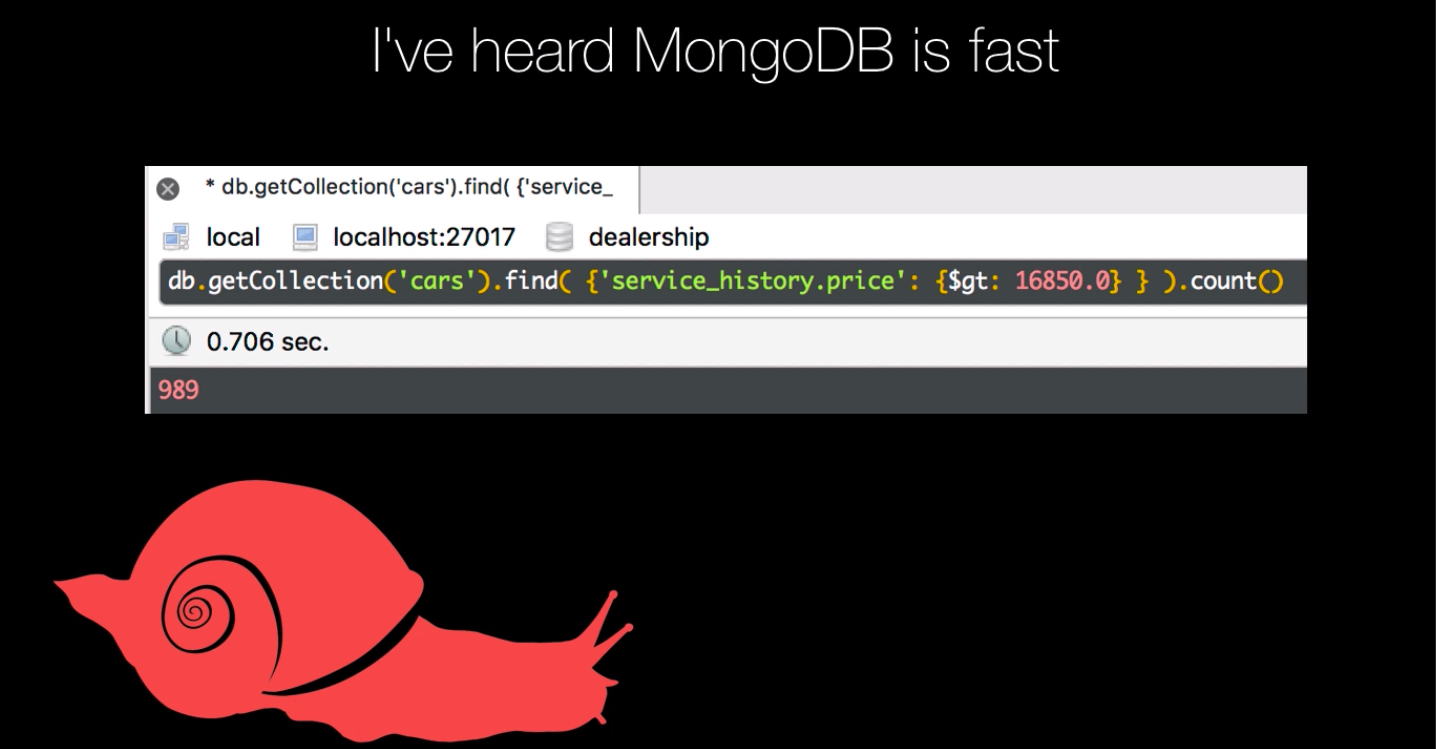 I've heard MongoDB is fast
* db.getCollection('cars').find( {'service_
local localhost:27017 dealership
db.getCollection('cars').find( {'service_history.price': {$gt: 16850.0} } ).count()
0.706 sec.
989